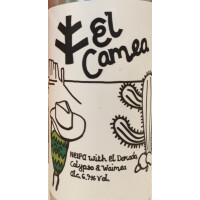 El
Camea
NEIPA with El Dorado
Calypso & Waimea
Alc. 6,7% Vol.